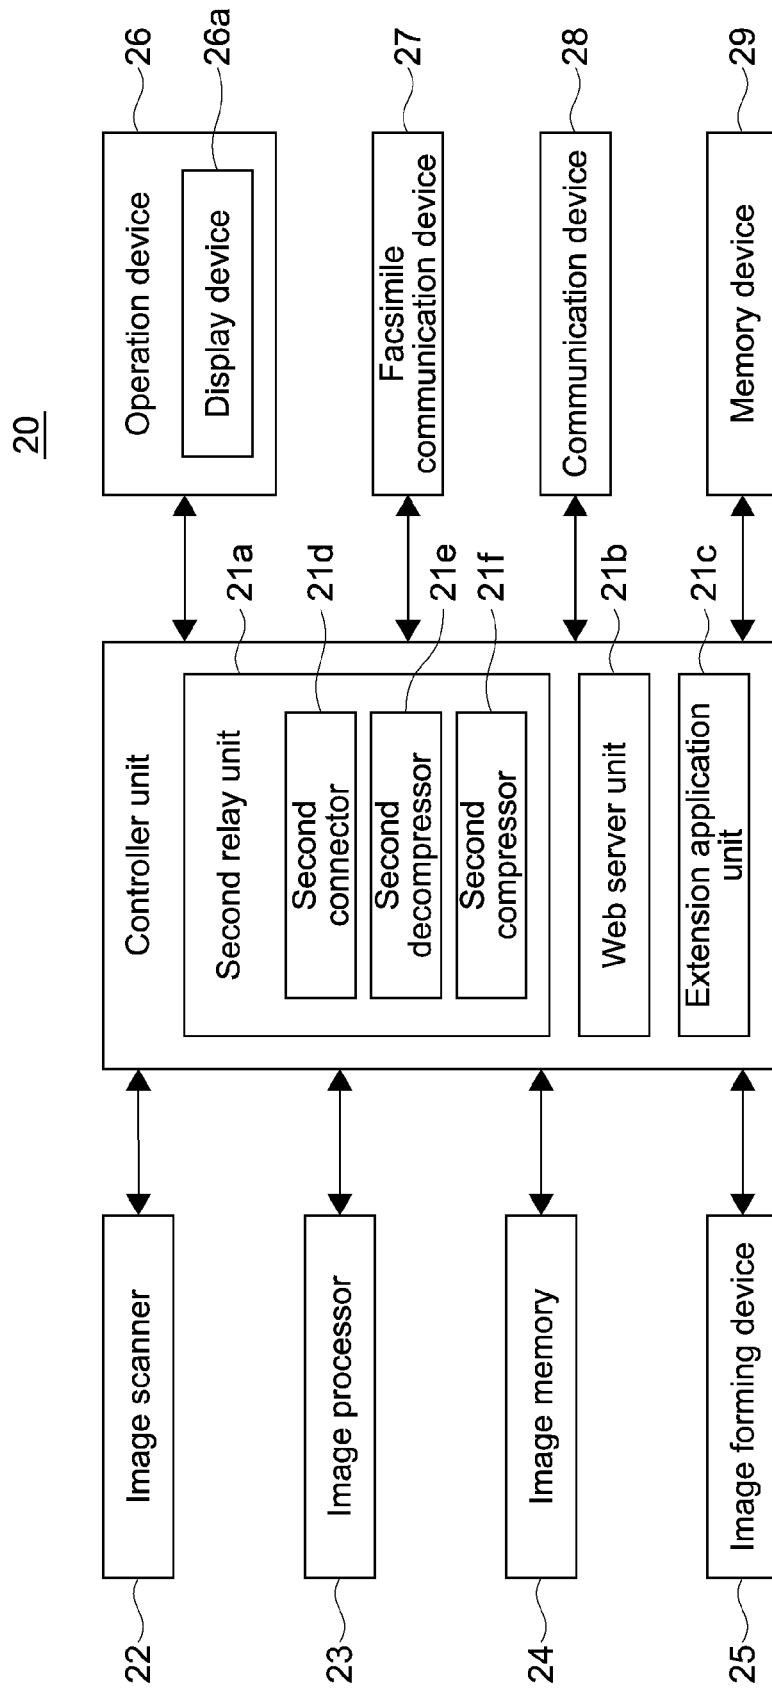 20
22
Image scanner
23
Image processor
24
Image memory
25
Image forming device
Controller unit
Second relay unit
21a
Second
connector
21d
Second
decompressor
21e
Second
compressor
21f
Web server unit
21b
Extension application
unit
21c
Operation device
26
Display device
26a
Facsimile
communication device
27
Communication device
28
Memory device
29